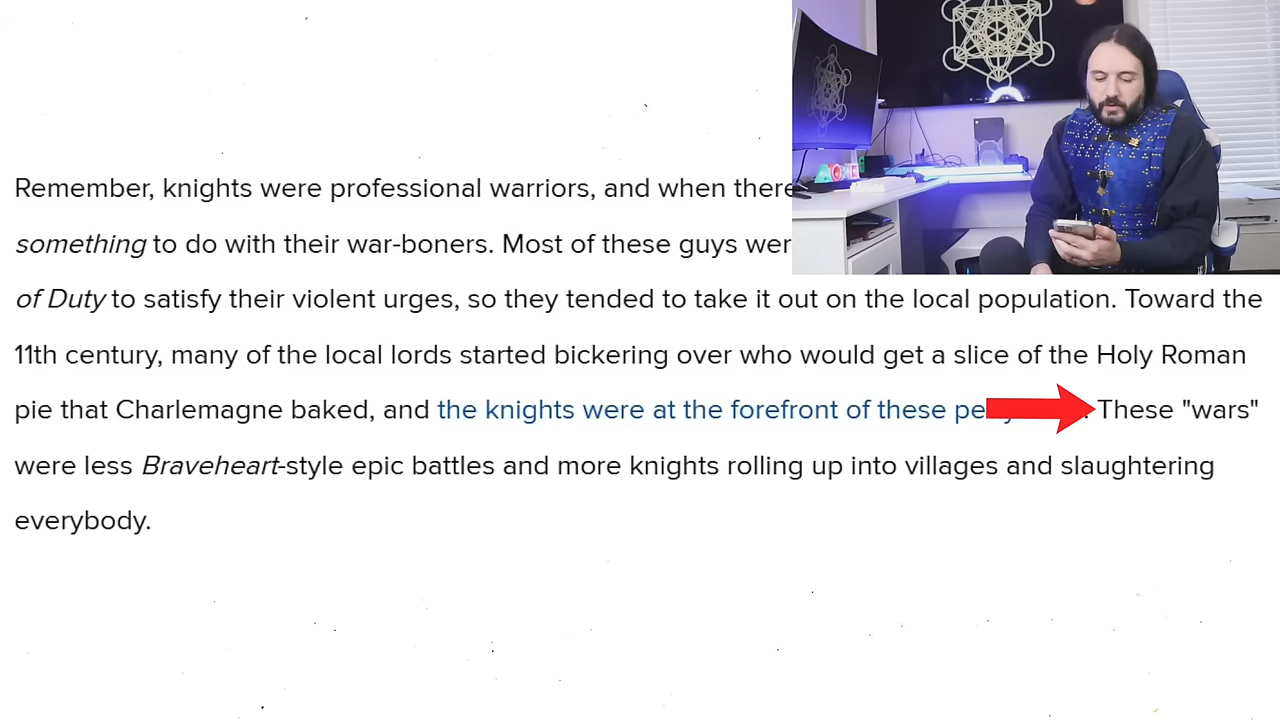 Remember, knights were professional warriors, and when there
something to do with their war-boners. Most of these guys wer
of Duty to satisfy their violent urges, so they tended to take it out on the local population. Toward the
11th century, many of the local lords started bickering over who would get a slice of the Holy Roman
pie that Charlemagne baked, and the knights were at the forefront of these These "wars"
were less Braveheart-style epic battles and more knights rolling up into villages and slaughtering
everybody.